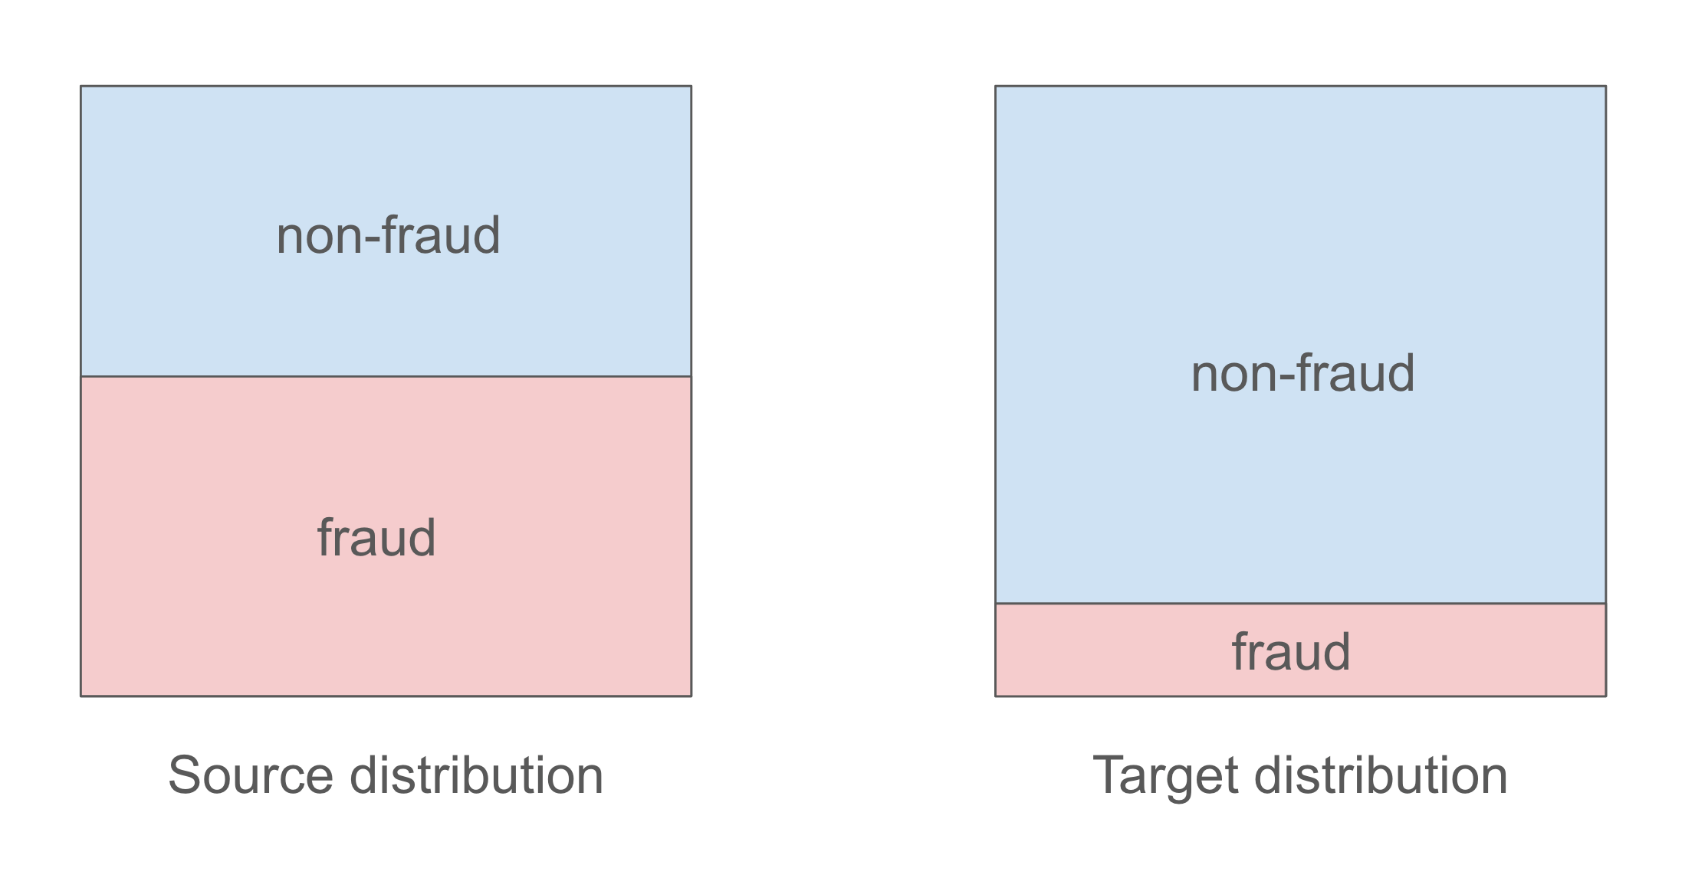 non-fraud
fraud
Source distribution
non-fraud
fraud
Target distribution